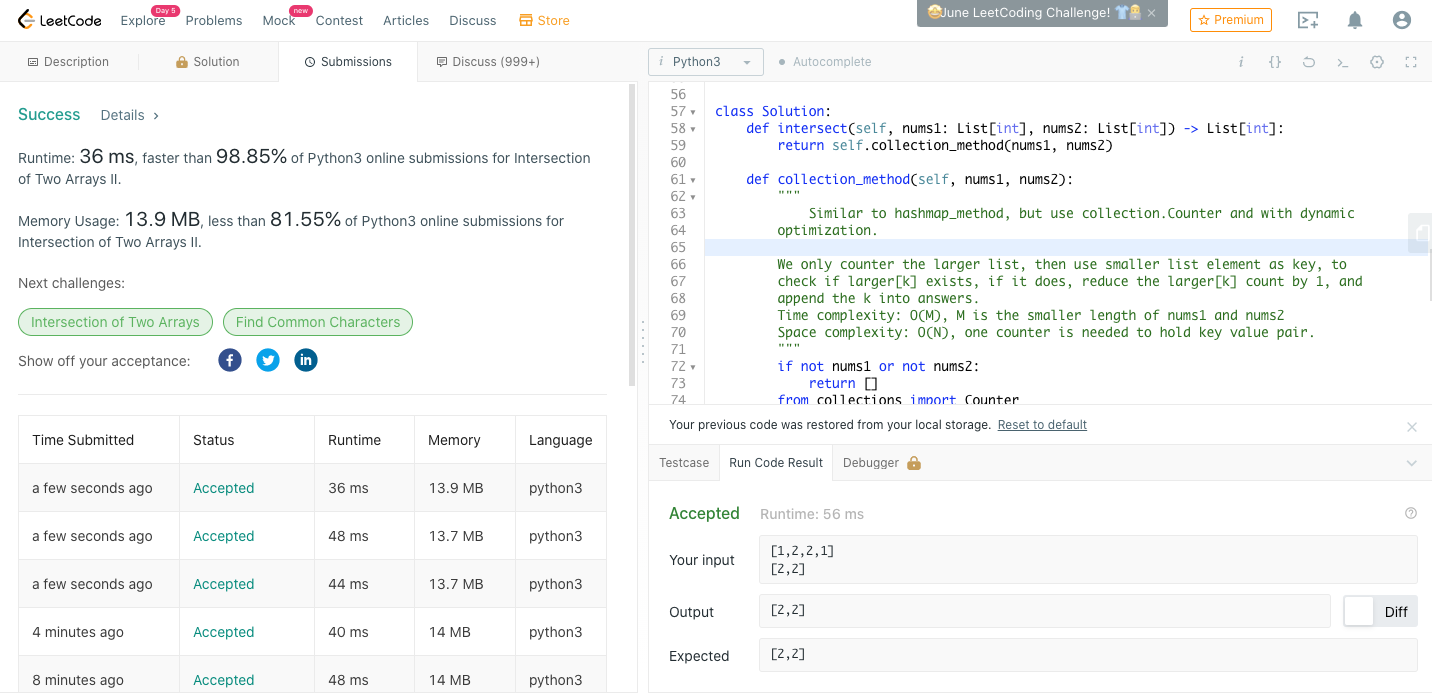 LeetCode
Explore Day 5 Problems Mock new Contest Articles Discuss Store
June LeetCoding Challenge!
Premium
Description Solution Submissions Discuss (999+)
Success Details
Runtime: 36 ms, faster than 98.85% of Python3 online submissions for Intersection
of Two Arrays II.
Memory Usage: 13.9 MB, less than 81.55% of Python3 online submissions for
Intersection of Two Arrays II.
Next challenges:
Intersection of Two Arrays Find Common Characters
Show off your acceptance:
Time Submitted Status Runtime Memory Language
a few seconds ago Accepted 36 ms 13.9 MB python3
a few seconds ago Accepted 48 ms 13.7 MB python3
a few seconds ago Accepted 44 ms 13.7 MB python3
4 minutes ago Accepted 40 ms 14 MB python3
8 minutes ago Accepted 48 ms 14 MB python3
i Python3 Autocomplete i {}
56
57 class Solution:
58 def intersect(self, nums1: List[int], nums2: List[int]) -> List[int]:
59 return self.collection_method(nums1, nums2)
60
61 def collection_method(self, nums1, nums2):
62 """
63 Similar to hashmap_method, but use collection.Counter and with dynamic
64 optimization.
65
66 We only counter the larger list, then use smaller list element as key, to
67 check if larger[k] exists, if it does, reduce the larger[k] count by 1, and
68 append the k into answers.
69 Time complexity: O(M), M is the smaller length of nums1 and nums2
70 Space complexity: O(N), one counter is needed to hold key value pair.
71 """
72 if not nums1 or not nums2:
73 return []
74 from collections import Counter
Your previous code was restored from your local storage. Reset to default
Testcase Run Code Result Debugger
Accepted Runtime: 56 ms
Your input
[1,2,2,1]
[2,2]
Output [2,2] Diff
Expected [2,2]